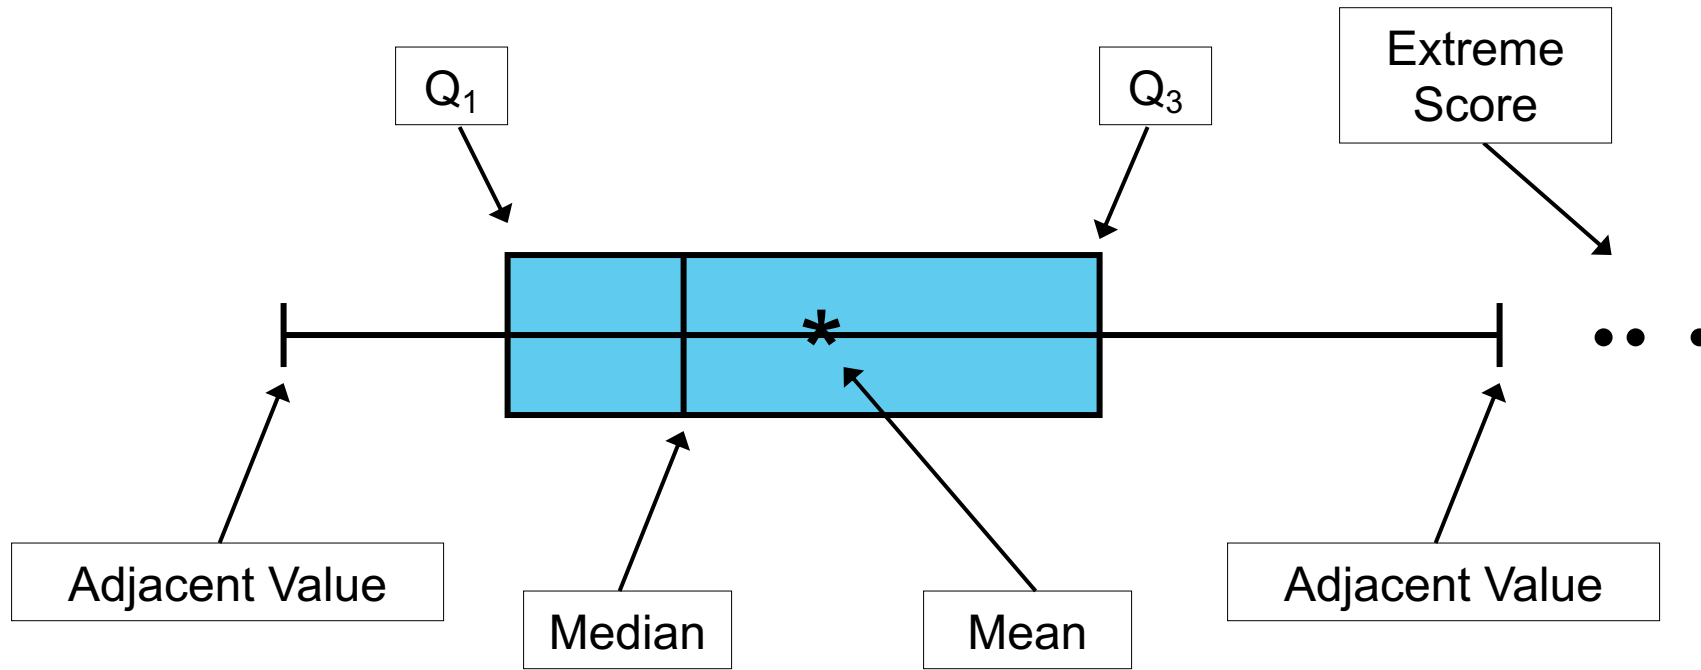 Q₁
Q₃
Extreme
Score
*
Adjacent Value
Median
Mean
Adjacent Value